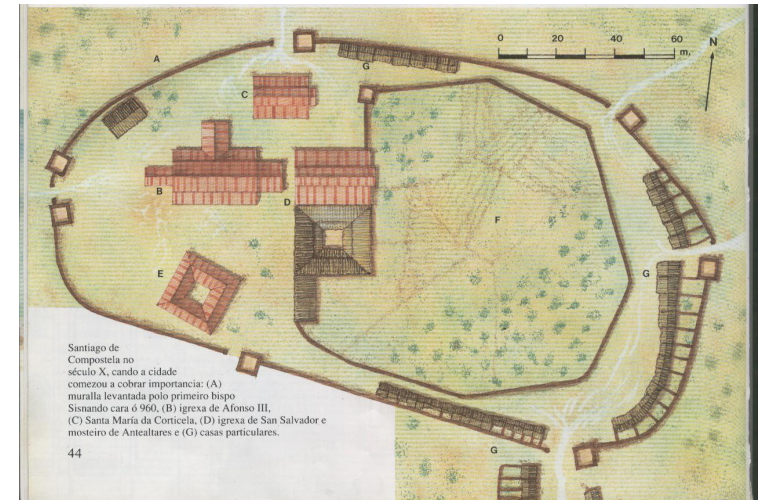 A
G
0 20 40 60
m.
N
C
B
D
F
E
G
Santiago de
Compostela no
século X, cando a cidade
comezou a cobrar importancia: (A)
muralla levantada polo primeiro bispo
Sisnando cara ó 960, (B) igrexa de Afonso III,
(C) Santa María da Corticela, (D) igrexa de San Salvador e
mosteiro de Antealtares e (G) casas particulares.
44
G